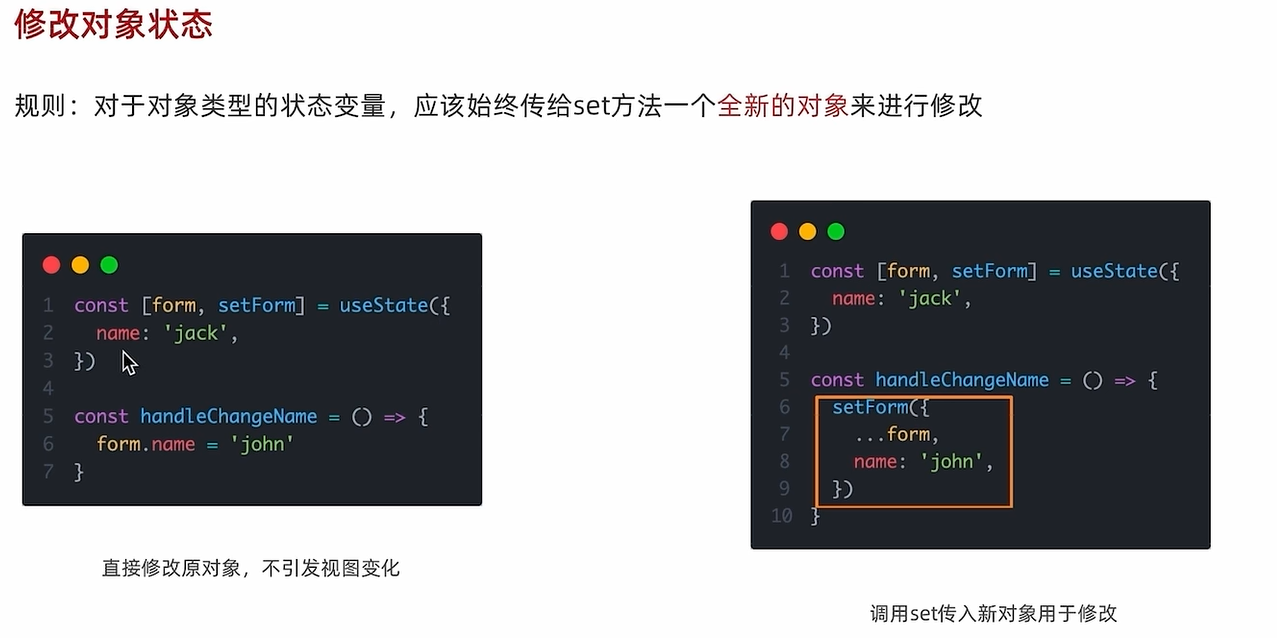 修改对象状态
规则：对于对象类型的状态变量，应该始终传给set方法一个全新的对象来进行修改
1 const [form, setForm] = useState({
2   name: 'jack',
3 })
4
5 const handleChangeName = () => {
6   form.name = 'john'
7 }
直接修改原对象，不引发视图变化
1 const [form, setForm] = useState({
2   name: 'jack',
3 })
4
5 const handleChangeName = () => {
6   setForm({
7     ...form,
8     name: 'john',
9   })
10 }
调用set传入新对象用于修改